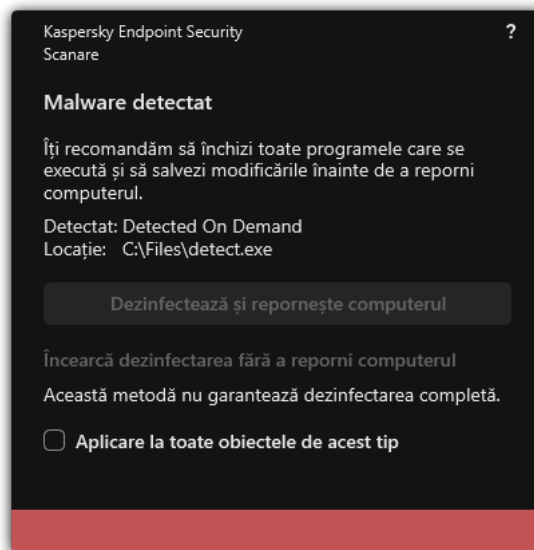 Kaspersky Endpoint Security
?
Scanare
Malware detectat
Îți recomandăm să închizi toate programele care se
execută și să salvezi modificările înainte de a reporni
computerul.
Detectat: Detected On Demand
Locație: C:\Files\detect.exe
Dezinfectează și repornește computerul
Încearcă dezinfectarea fără a reporni computerul
Această metodă nu garantează dezinfectarea completă.
Aplicare la toate obiectele de acest tip